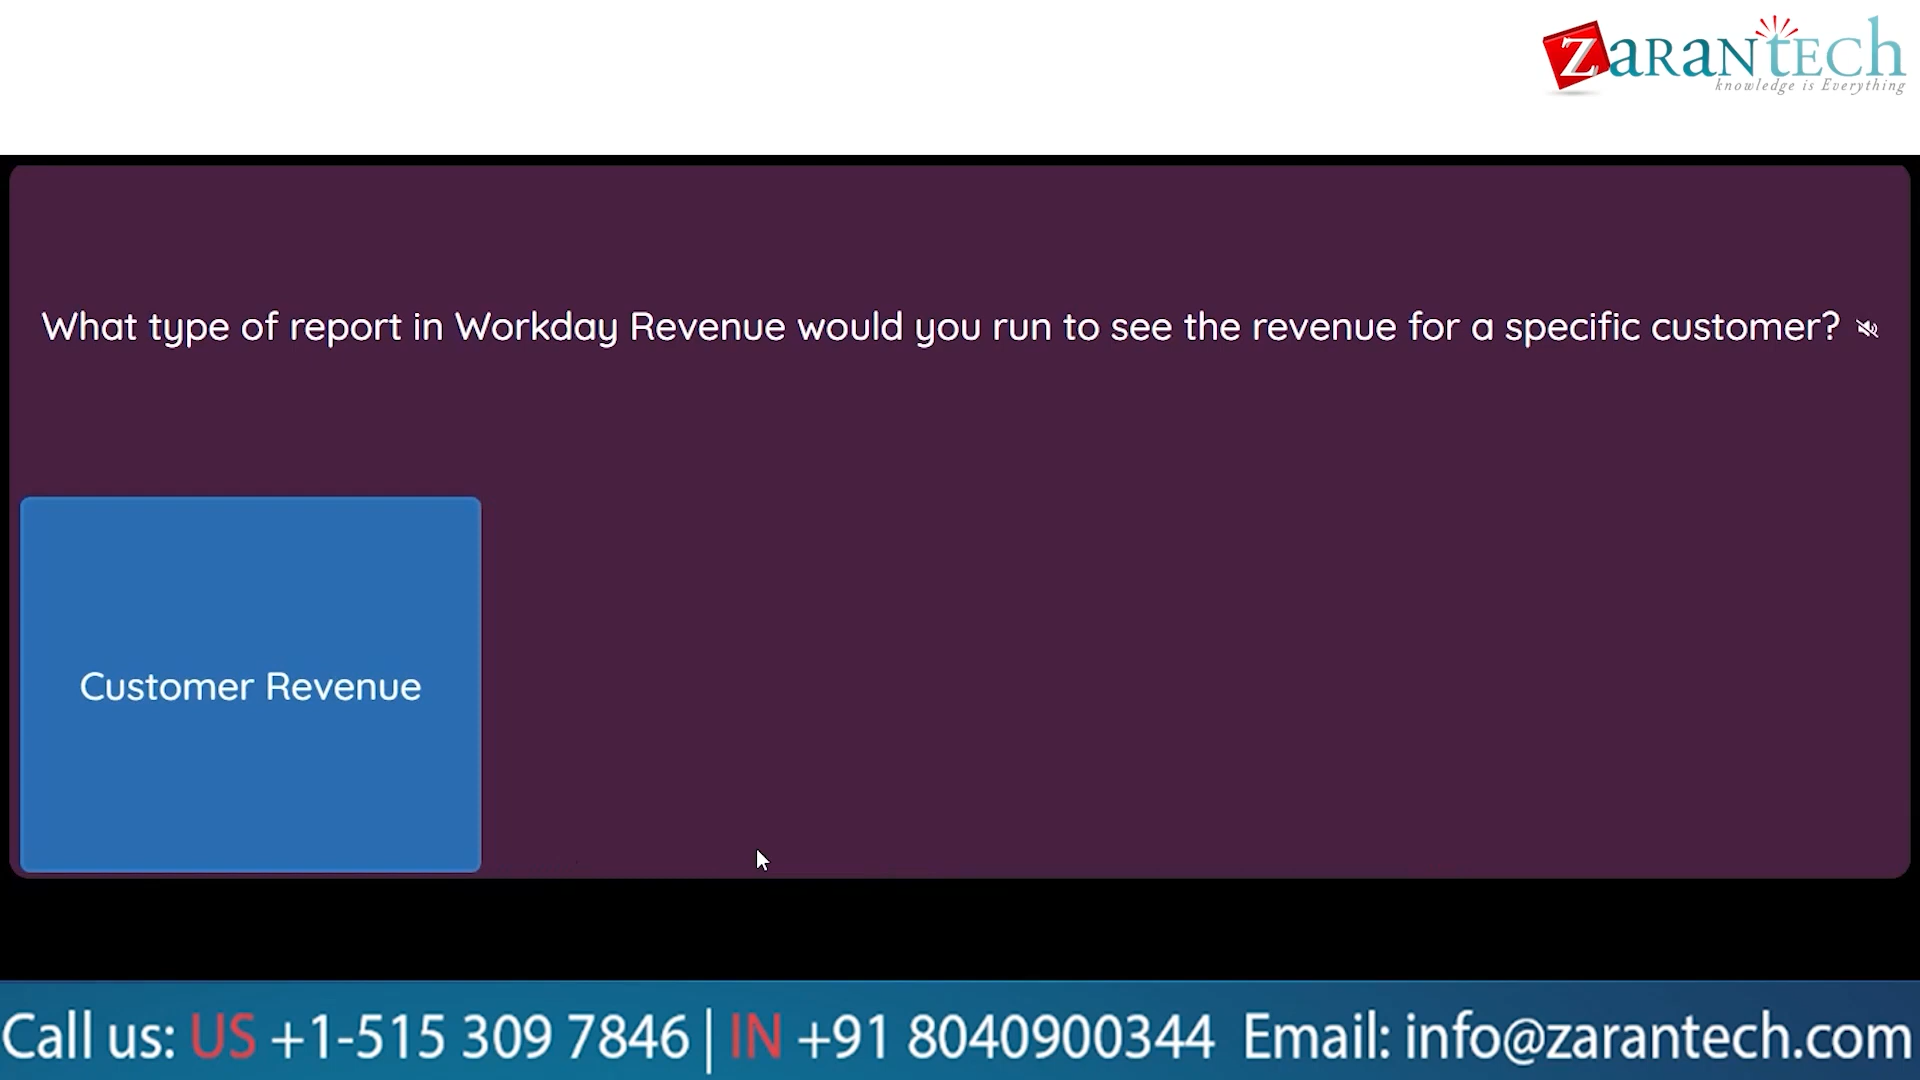 ZARANTECH
knowledge is Everything
What type of report in Workday Revenue would you run to see the revenue for a specific customer?
Customer Revenue
Call us: US +1-515 309 7846 | IN +91 8040900344 Email: info@zarantech.com